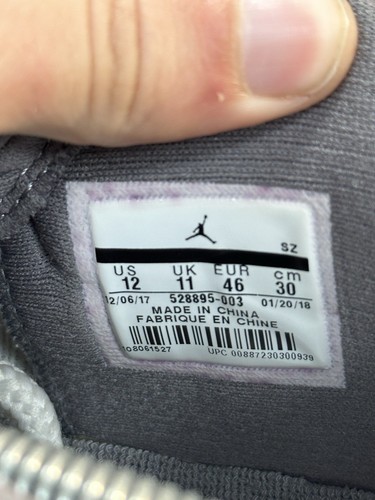 SZ
US UK EUR cm
12 11 46 30
12/06/17 528895-003 01/20/18
MADE IN CHINA
FABRIQUE EN CHINE
108061527 UPC 00887230300939